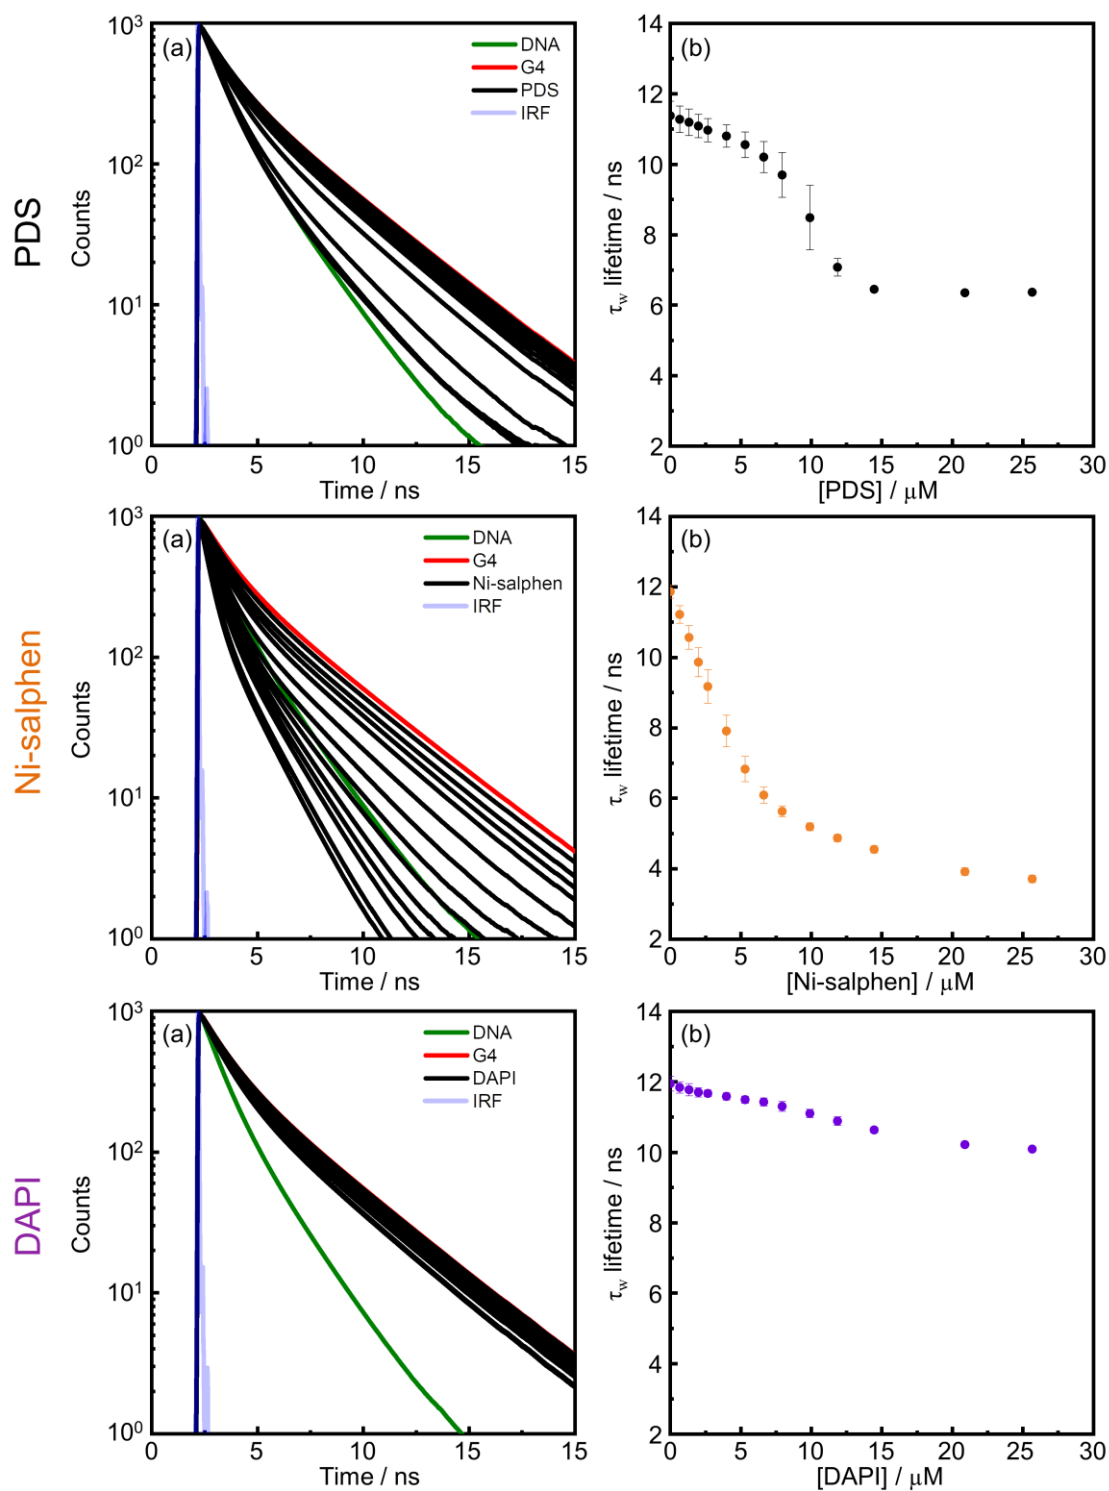 PDS
(a)
DNA
G4
PDS
IRF
Counts
10³
10²
10¹
10⁰
0 5 10 15 15
Time / ns
(b)
τw lifetime / ns
14
12
10
8
6
4
2
0 5 10 15 20 25 30
[PDS] / μM
Ni-salphen
(a)
DNA
G4
Ni-salphen
IRF
Counts
10³
10²
10¹
10⁰
0 5 10 15 15
Time / ns
(b)
τw lifetime / ns
14
12
10
8
6
4
2
0 5 10 15 20 25 30
[Ni-salphen] / μM
DAPI
(a)
DNA
G4
DAPI
IRF
Counts
10³
10²
10¹
10⁰
0 5 10 15 15
Time / ns
(b)
τw lifetime / ns
14
12
10
8
6
4
2
0 5 10 15 20 25 30
[DAPI] / μM